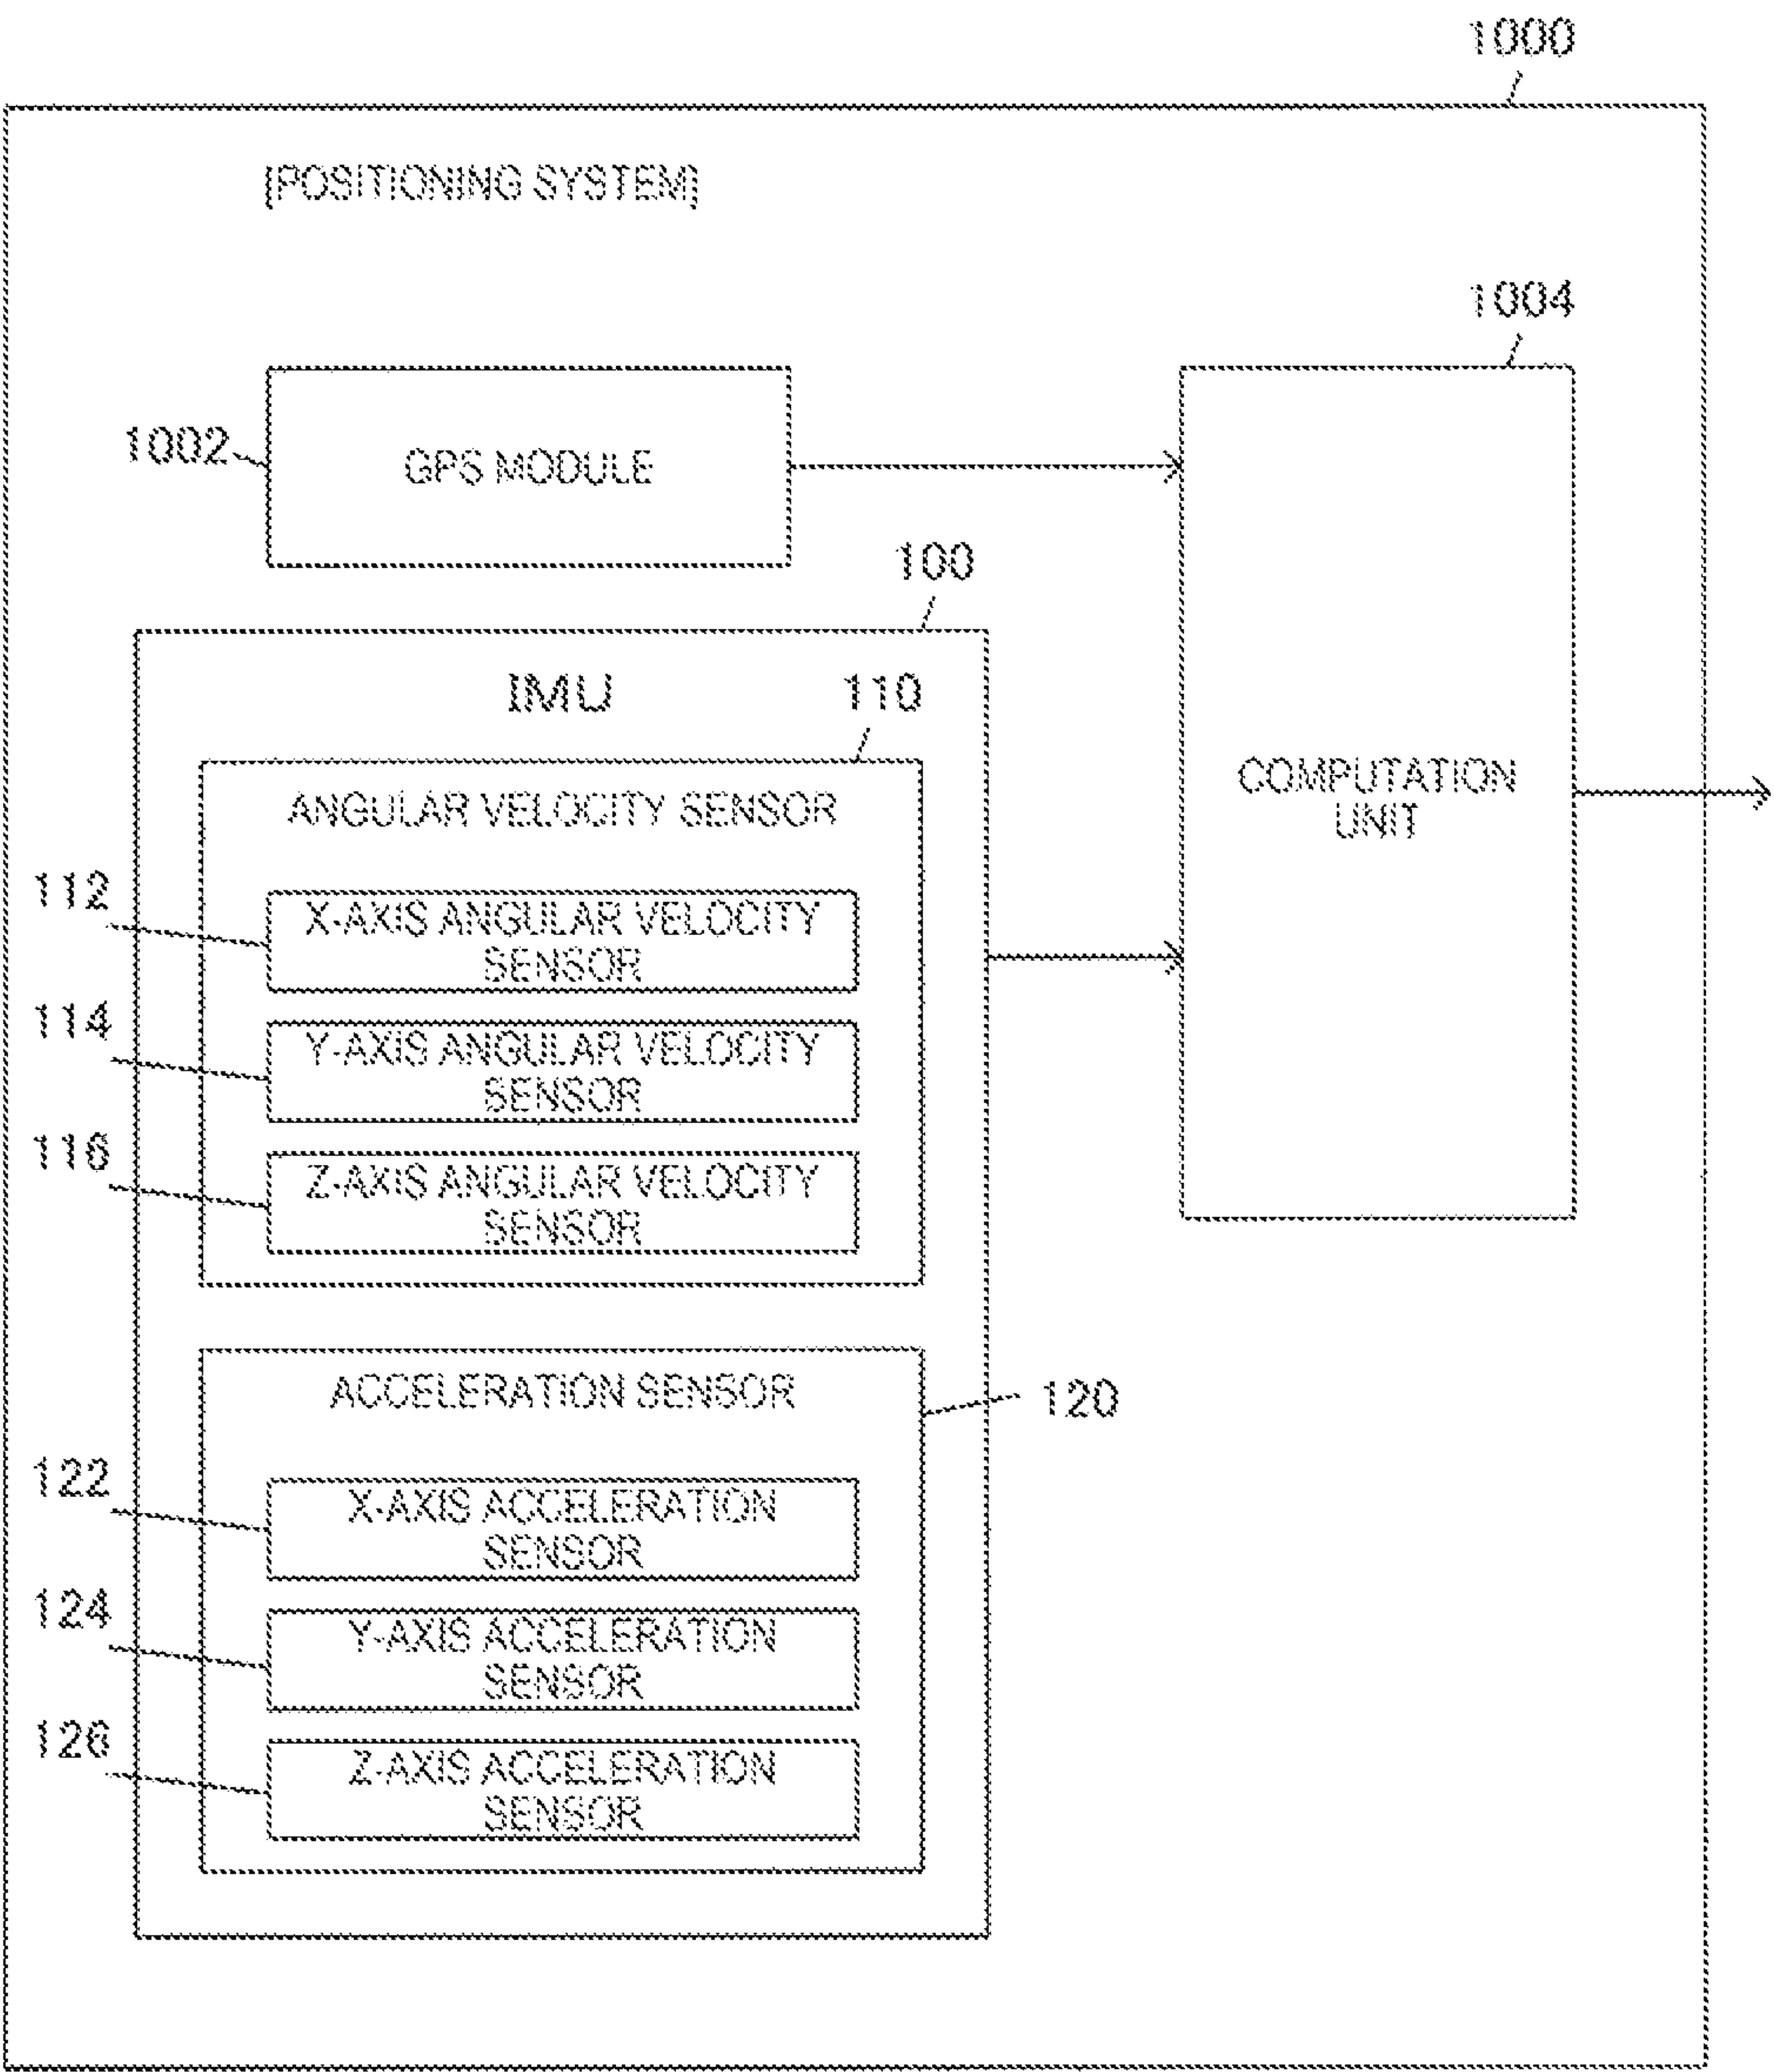 1000
[POSITIONING SYSTEM]
1004
1002
GPS MODULE
100
IMU
110
ANGULAR VELOCITY SENSOR
COMPUTATION
UNIT
112
X-AXIS ANGULAR VELOCITY
SENSOR
114
Y-AXIS ANGULAR VELOCITY
SENSOR
116
Z-AXIS ANGULAR VELOCITY
SENSOR
ACCELERATION SENSOR
120
122
X-AXIS ACCELERATION
SENSOR
124
Y-AXIS ACCELERATION
SENSOR
126
Z-AXIS ACCELERATION
SENSOR